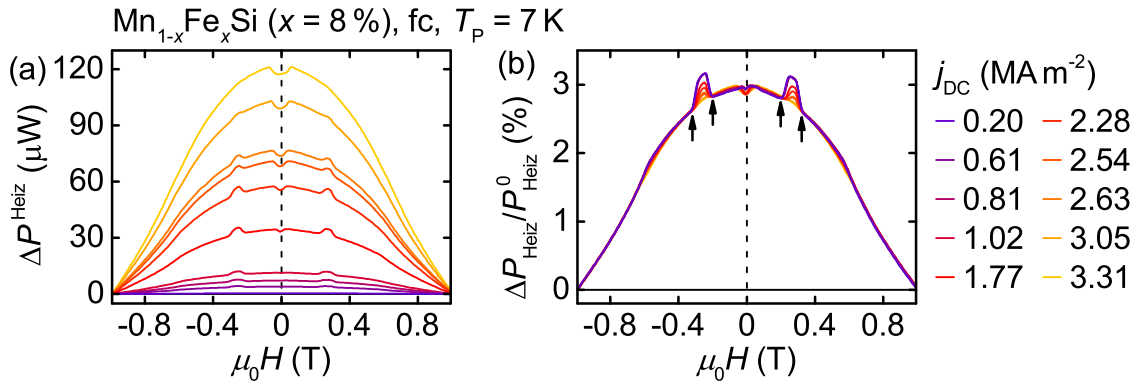 Mn1-xFexSi (x = 8 %), fc, TP = 7 K
(a)
ΔP Heiz (μW)
120
90
60
30
0
-0.8 -0.4 0 0.4 0.8
μ0H (T)
(b)
ΔPHeiz/P0Heiz (%)
3
2
1
0
-0.8 -0.4 0 0.4 0.8
μ0H (T)
jDC (MA m-2)
0.20 2.28
0.61 2.54
0.81 2.63
1.02 3.05
1.77 3.31